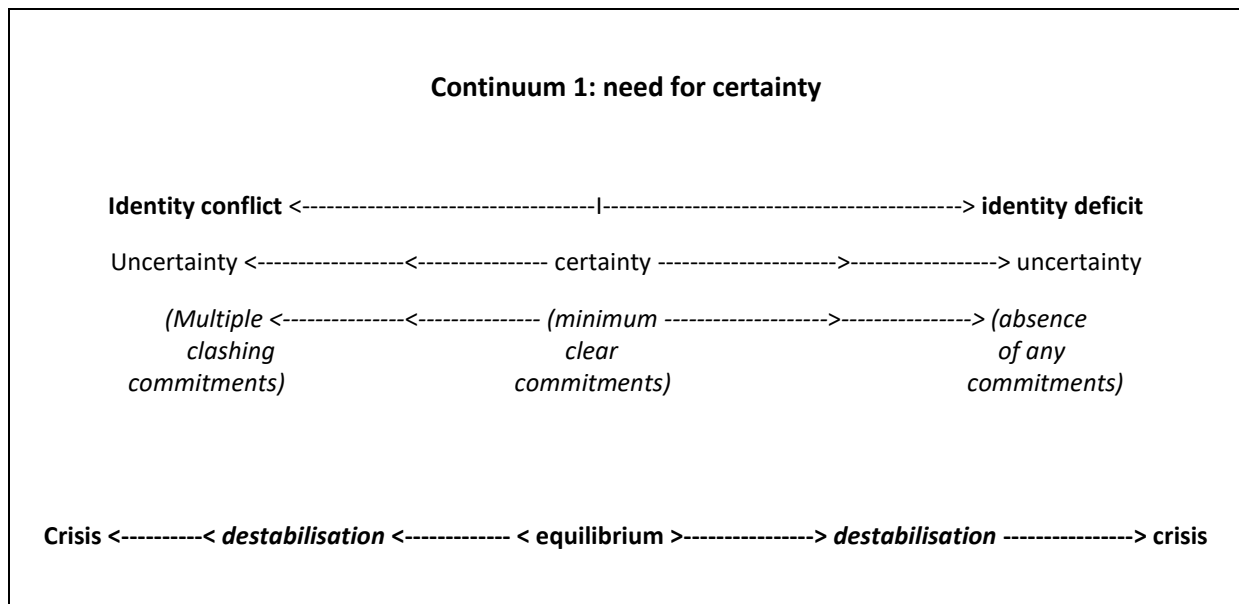 Continuum 1: need for certainty
Identity conflict <------------------------------------I--------------------------------------------> identity deficit
Uncertainty <------------------<---------------- certainty ---------------------->------------------> uncertainty
(Multiple <---------------<--------------- (minimum -------------------->-----------------> (absence
clashing clear of any
commitments) commitments) commitments)
Crisis <----------< destabilisation <------------- < equilibrium >----------------> destabilisation ----------------> crisis